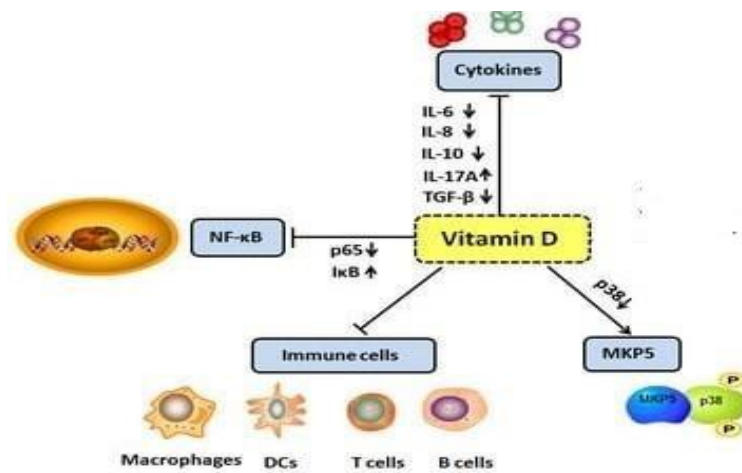 Cytokines
IL-6 ↓
IL-8 ↓
IL-10 ↓
IL-17A↑
TGF-β ↓
NF-κB
Vitamin D
p65↓
IκB ↑
p38↓
Immune cells
MKP5
MKP5
p38
P
P
Macrophages
DCs
T cells
B cells